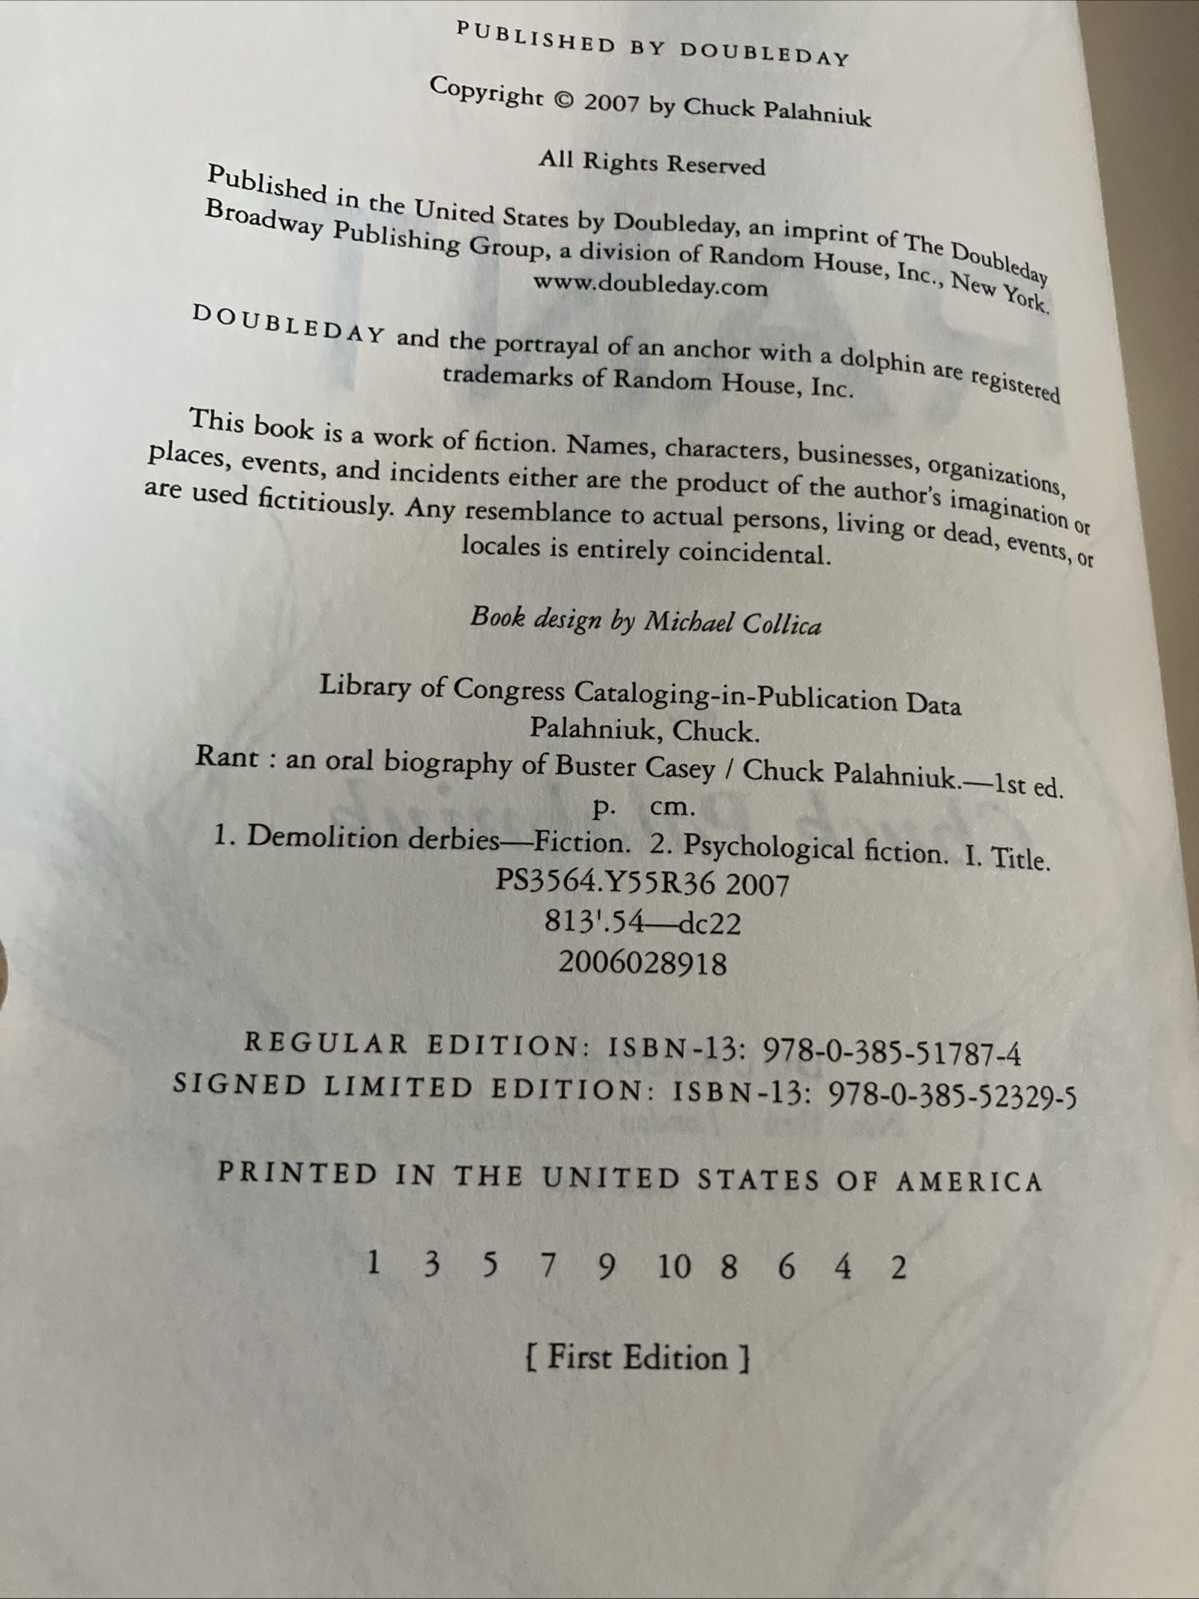 PUBLISHED BY DOUBLEDAY
Copyright © 2007 by Chuck Palahniuk
All Rights Reserved
Published in the United States by Doubleday, an imprint of The Doubleday
Broadway Publishing Group, a division of Random House, Inc., New York.
www.doubleday.com
DOUBLEDAY and the portrayal of an anchor with a dolphin are registered
trademarks of Random House, Inc.
This book is a work of fiction. Names, characters, businesses, organizations,
places, events, and incidents either are the product of the author's imagination or
are used fictitiously. Any resemblance to actual persons, living or dead, events, or
locales is entirely coincidental.
Book design by Michael Collica
Library of Congress Cataloging-in-Publication Data
Palahniuk, Chuck.
Rant : an oral biography of Buster Casey / Chuck Palahniuk.—1st ed.
p. cm.
1. Demolition derbies—Fiction. 2. Psychological fiction. I. Title.
PS3564.Y55R36 2007
813'.54—dc22
2006028918
REGULAR EDITION: ISBN-13: 978-0-385-51787-4
SIGNED LIMITED EDITION: ISBN-13: 978-0-385-52329-5
PRINTED IN THE UNITED STATES OF AMERICA
1 3 5 7 9 10 8 6 4 2
[ First Edition ]